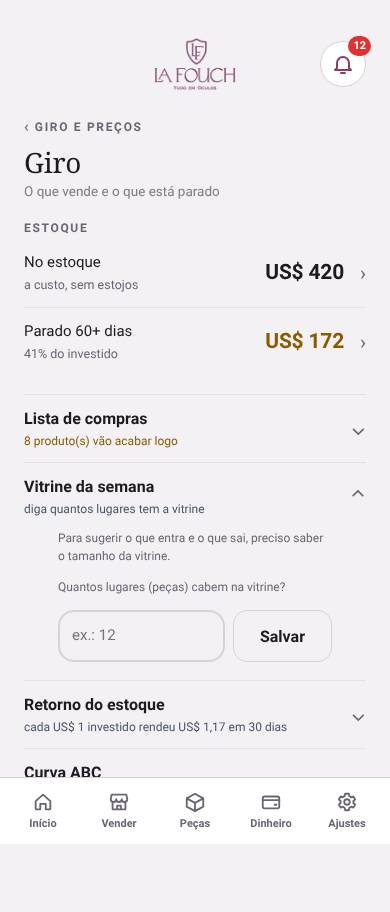 LF
LA FOUCH
Tudo em Óculos
12
‹ GIRO E PREÇOS
Giro
O que vende e o que está parado
ESTOQUE
No estoque
a custo, sem estojos
US$ 420 ›
Parado 60+ dias
41% do investido
US$ 172 ›
Lista de compras
8 produto(s) vão acabar logo
Vitrine da semana
diga quantos lugares tem a vitrine
Para sugerir o que entra e o que sai, preciso saber
o tamanho da vitrine.
Quantos lugares (peças) cabem na vitrine?
ex.: 12
Salvar
Retorno do estoque
cada US$ 1 investido rendeu US$ 1,17 em 30 dias
Curva ABC
Início Vender Peças Dinheiro Ajustes